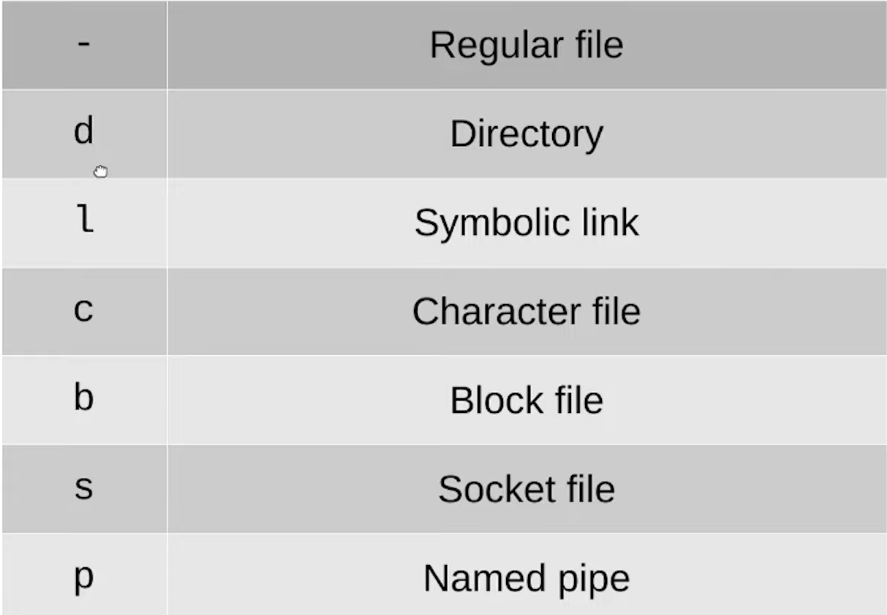 - Regular file
d Directory
l Symbolic link
c Character file
b Block file
s Socket file
p Named pipe